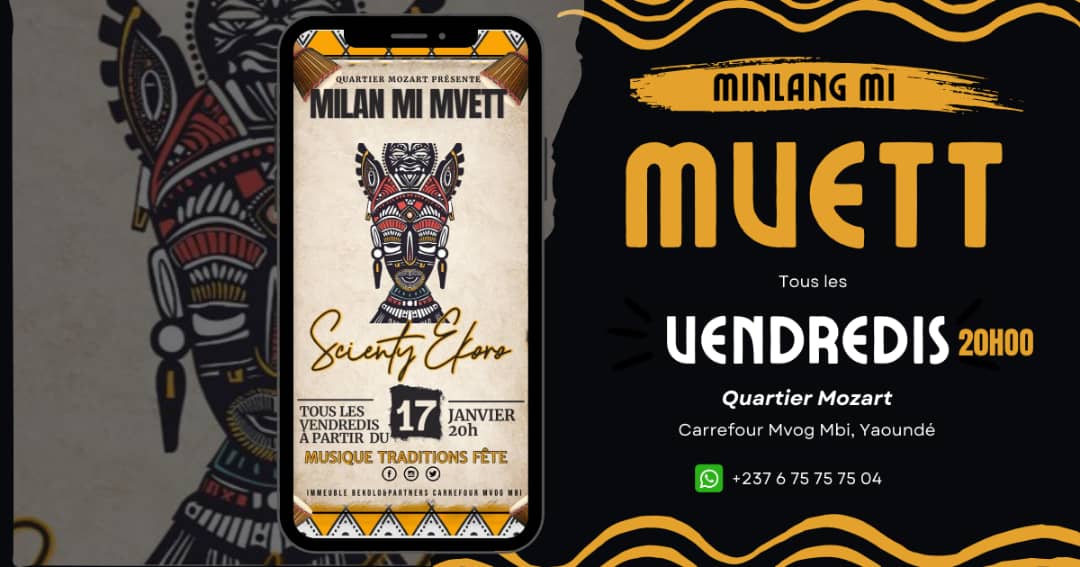 QUARTIER MOZART PRÉSENTE
MILAN MI MVETT
Scienty Ekoro
TOUS LES
VENDREDIS
À PARTIR DU
17
JANVIER
20h
MUSIQUE TRADITIONS FÊTE
IMMEUBLE BEKOLO&PARTNERS CARREFOUR MVOG MBI
MINLANG MI
MVETT
Tous les
VENDREDIS 20H00
Quartier Mozart
Carrefour Mvog Mbi, Yaoundé
+237 6 75 75 75 04